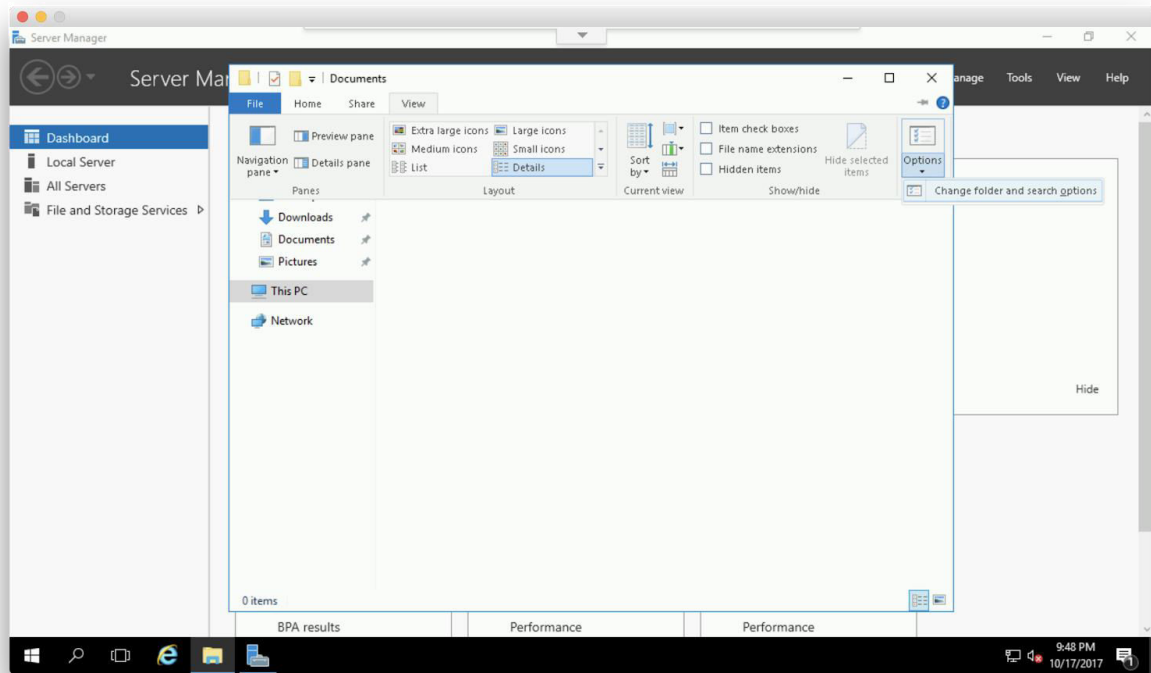 Server Manager
Server Mar
Manage Tools View Help
Dashboard
Local Server
All Servers
File and Storage Services
Documents
File Home Share View
Navigation pane
Preview pane
Details pane
Panes
Extra large icons Large icons
Medium icons Small icons
List Details
Layout
Sort by
Current view
Item check boxes
File name extensions
Hidden items
Hide selected items
Show/hide
Options
Change folder and search options
Downloads
Documents
Pictures
This PC
Network
Hide
0 items
BPA results Performance Performance
9:48 PM
10/17/2017
1